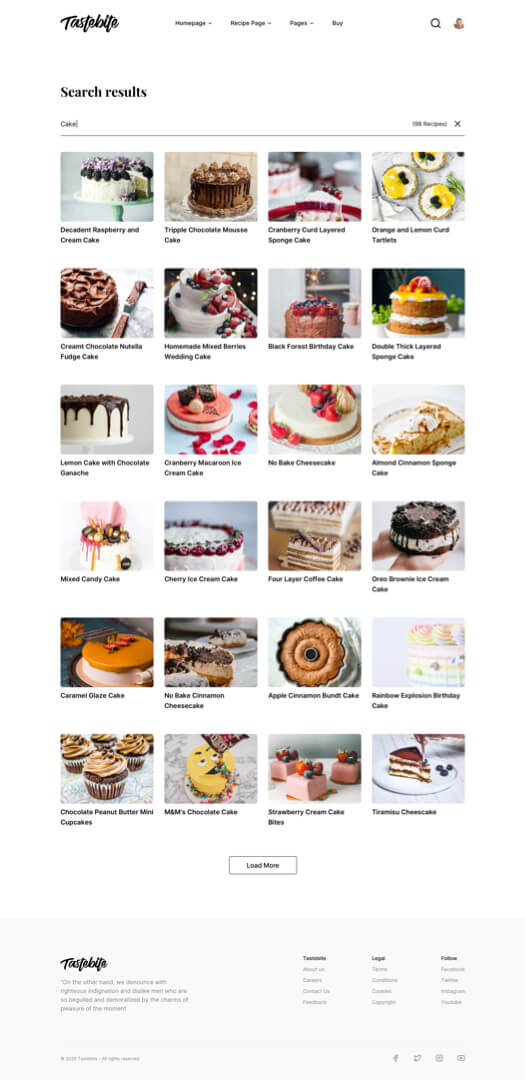 Tastebite
Homepage Recipe Page Pages Buy
Search results
Cake
(88 Recipes)
Decadent Raspberry and
Cream Cake
Tripple Chocolate Mousse
Cake
Cranberry Curd Layered
Sponge Cake
Orange and Lemon Curd
Tartlets
Creamt Chocolate Nutella
Fudge Cake
Homemade Mixed Berries
Wedding Cake
Black Forest Birthday Cake
Double Thick Layered
Sponge Cake
Lemon Cake with Chocolate
Ganache
Cranberry Macaroon Ice
Cream Cake
No Bake Cheesecake
Almond Cinnamon Sponge
Cake
Mixed Candy Cake
Cherry Ice Cream Cake
Four Layer Coffee Cake
Oreo Brownie Ice Cream
Cake
Caramel Glaze Cake
No Bake Cinnamon
Cheesecake
Apple Cinnamon Bundt Cake
Rainbow Explosion Birthday
Cake
Chocolate Peanut Butter Mini
Cupcakes
M&M's Chocolate Cake
Strawberry Cream Cake
Bites
Tiramisu Cheescake
Load More
Tastebite
"On the other hand, we denounce with
righteous indignation and dislike men who are
so beguiled and demoralized by the charms of
pleasure of the moment
Tastebite
About us
Careers
Contact Us
Feedback
Legal
Terms
Conditions
Cookies
Copyright
Follow
Facebook
Twitter
Instagram
Youtube
© 2020 Tastebite - All rights reserved